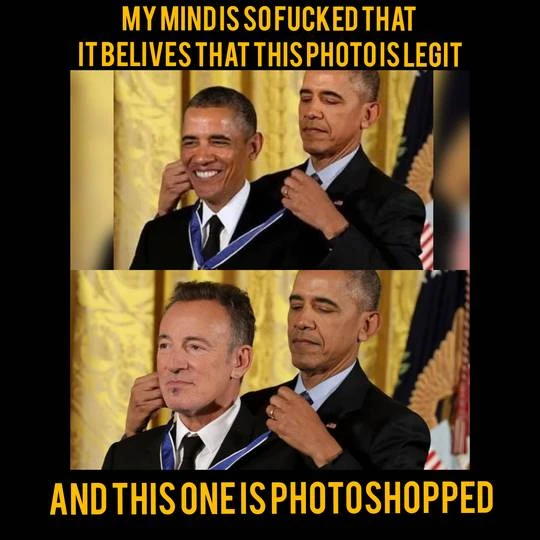 MY MIND IS SO FUCKED THAT
IT BELIVES THAT THIS PHOTO IS LEGIT
AND THIS ONE IS PHOTOSHOPPED